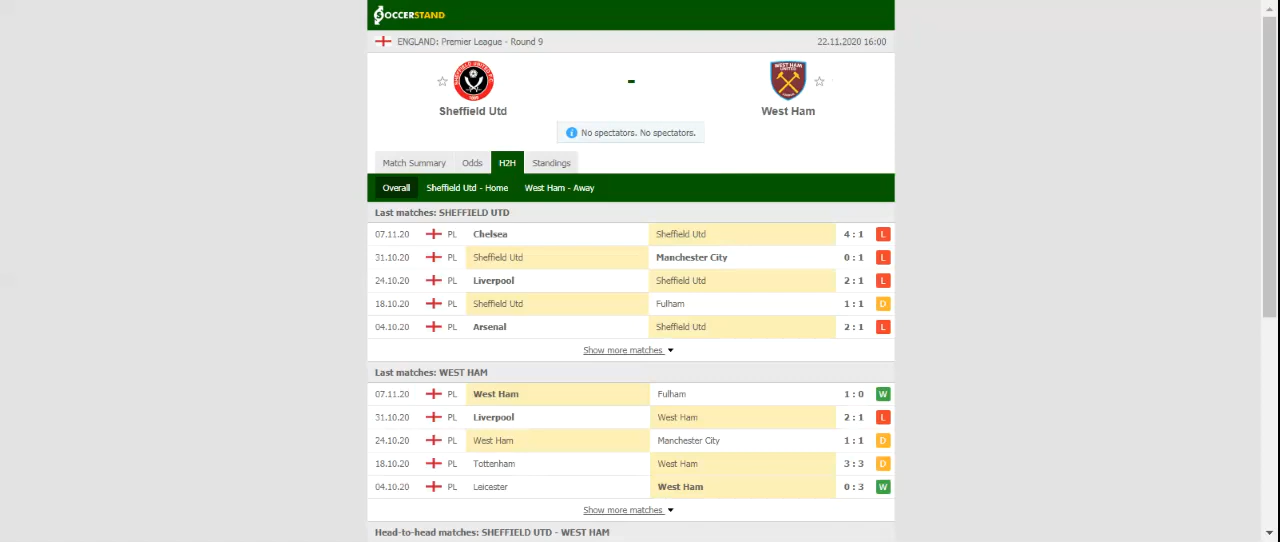 SOCCERSTAND
ENGLAND: Premier League - Round 9 22.11.2020 16:00
Sheffield Utd - West Ham
No spectators. No spectators.
Match Summary Odds H2H Standings
Overall Sheffield Utd - Home West Ham - Away
Last matches: SHEFFIELD UTD
07.11.20 PL Chelsea Sheffield Utd 4 : 1 L
31.10.20 PL Sheffield Utd Manchester City 0 : 1 L
24.10.20 PL Liverpool Sheffield Utd 2 : 1 L
18.10.20 PL Sheffield Utd Fulham 1 : 1 D
04.10.20 PL Arsenal Sheffield Utd 2 : 1 L
Show more matches
Last matches: WEST HAM
07.11.20 PL West Ham Fulham 1 : 0 W
31.10.20 PL Liverpool West Ham 2 : 1 L
24.10.20 PL West Ham Manchester City 1 : 1 D
18.10.20 PL Tottenham West Ham 3 : 3 D
04.10.20 PL Leicester West Ham 0 : 3 W
Show more matches
Head-to-head matches: SHEFFIELD UTD - WEST HAM